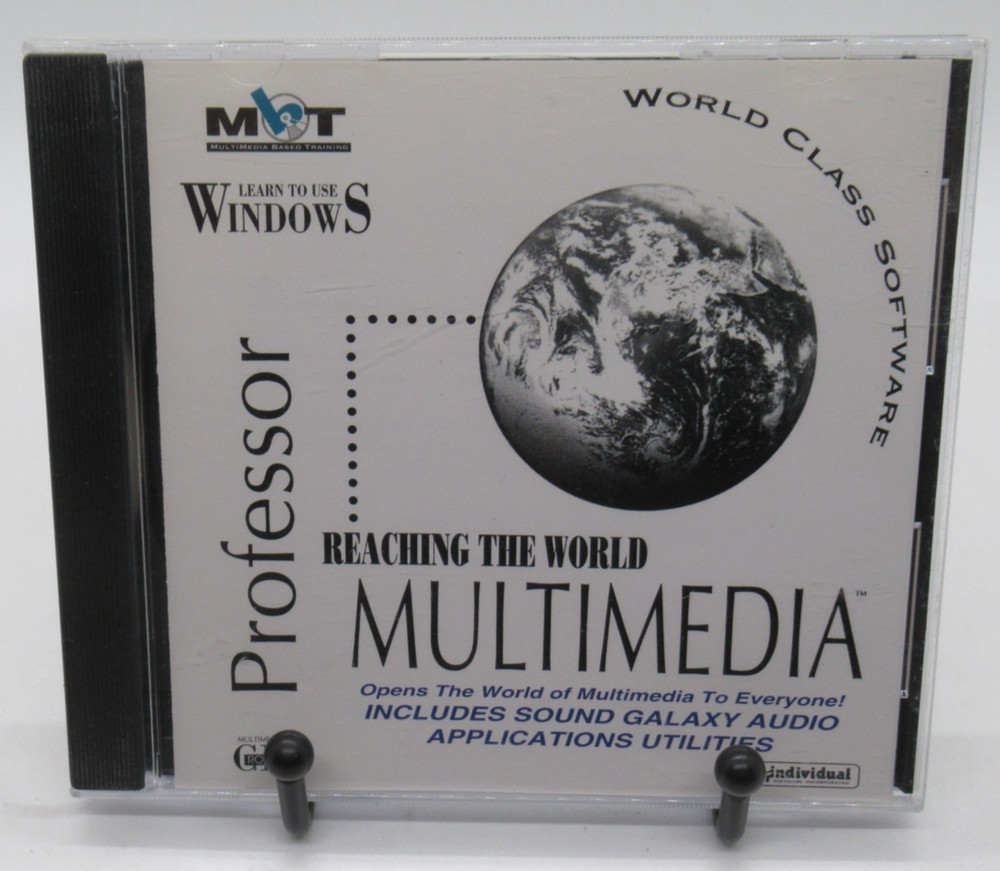 MbT
MULTIMEDIA BASED TRAINING
LEARN TO USE
WINDOWS
WORLD CLASS SOFTWARE
Professor
REACHING THE WORLD
MULTIMEDIA™
Opens The World of Multimedia To Everyone!
INCLUDES SOUND GALAXY AUDIO
APPLICATIONS UTILITIES
individual